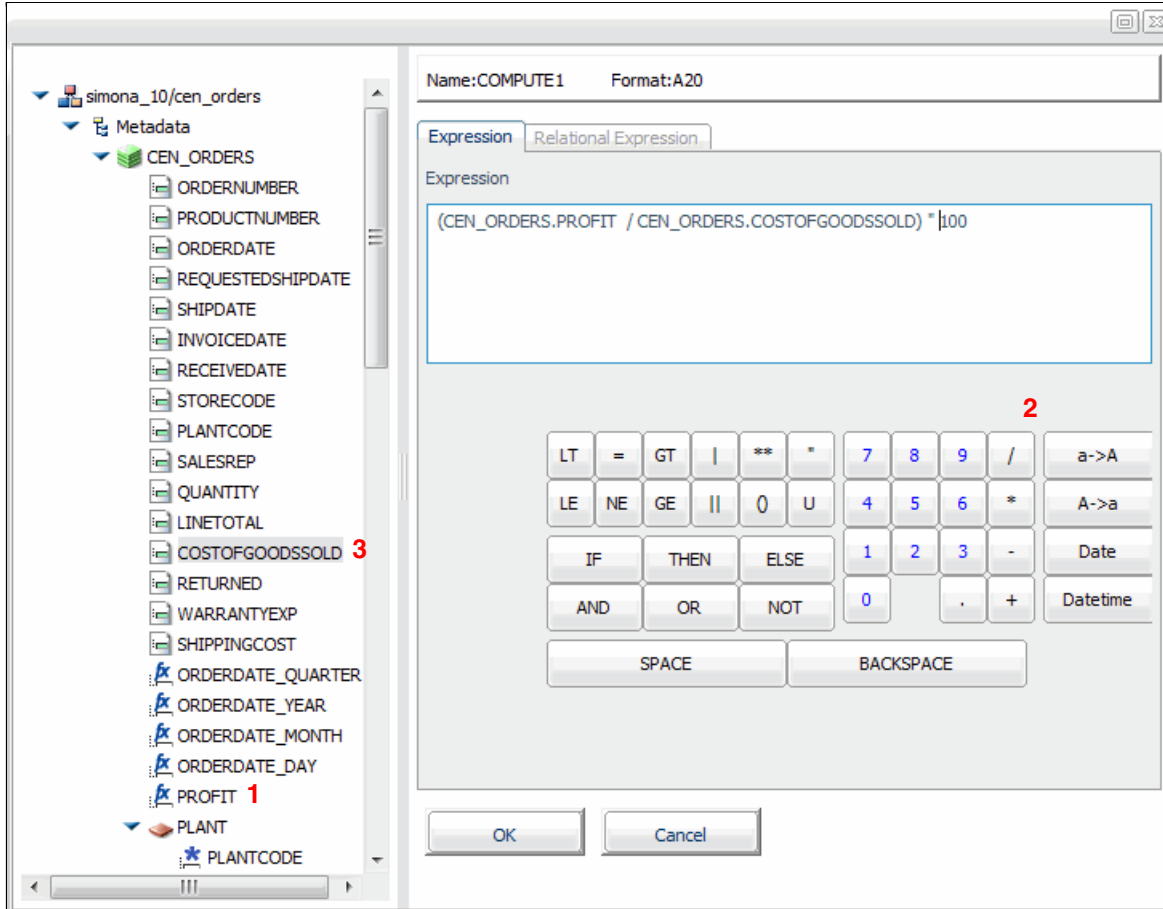 simona_10/cen_orders
Metadata
CEN_ORDERS
ORDERNUMBER
PRODUCTNUMBER
ORDERDATE
REQUESTEDSHIPDATE
SHIPDATE
INVOICEDATE
RECEIVEDATE
STORECODE
PLANTCODE
SALESREP
QUANTITY
LINETOTAL
COSTOFGOODSSOLD 3
RETURNED
WARRANTYEXP
SHIPPINGCOST
ORDERDATE_QUARTER
ORDERDATE_YEAR
ORDERDATE_MONTH
ORDERDATE_DAY
PROFIT 1
PLANT
PLANTCODE
Name:COMPUTE1 Format:A20
Expression Relational Expression
Expression
(CEN_ORDERS.PROFIT / CEN_ORDERS.COSTOFGOODSSOLD) " 100
2
LT = GT | ** " 7 8 9 / a->A
LE NE GE || () U 4 5 6 * A->a
IF THEN ELSE 1 2 3 - Date
AND OR NOT 0 . + Datetime
SPACE BACKSPACE
OK Cancel